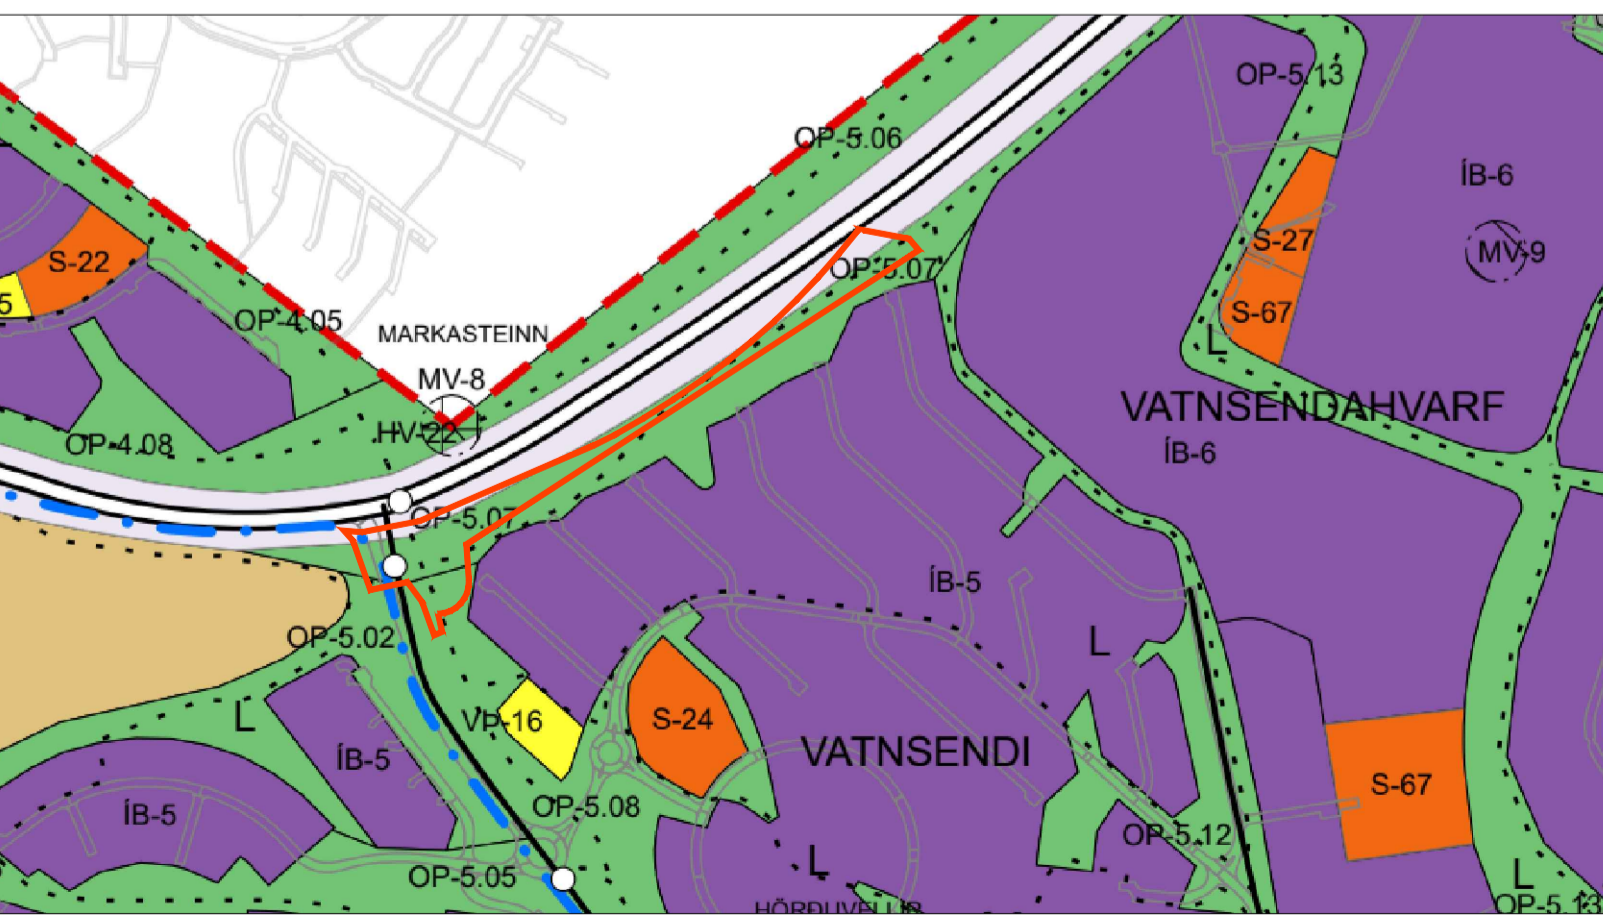 OP-5.13
OP-5.06
ÍB-6
S-27
MV-9
S-22
5
OP-5.07
S-67
L
OP-4.05
MARKASTEINN
MV-8
VATNSENDAHVARF
HV-22
OP-4.08
ÍB-6
OP-5.07
ÍB-5
OP-5.02
L
L
VÞ-16
S-24
VATNSENDI
ÍB-5
S-67
ÍB-5
OP-5.08
OP-5.12
L
OP-5.05
L
HÖRÐUVELLIR
OP-5.13